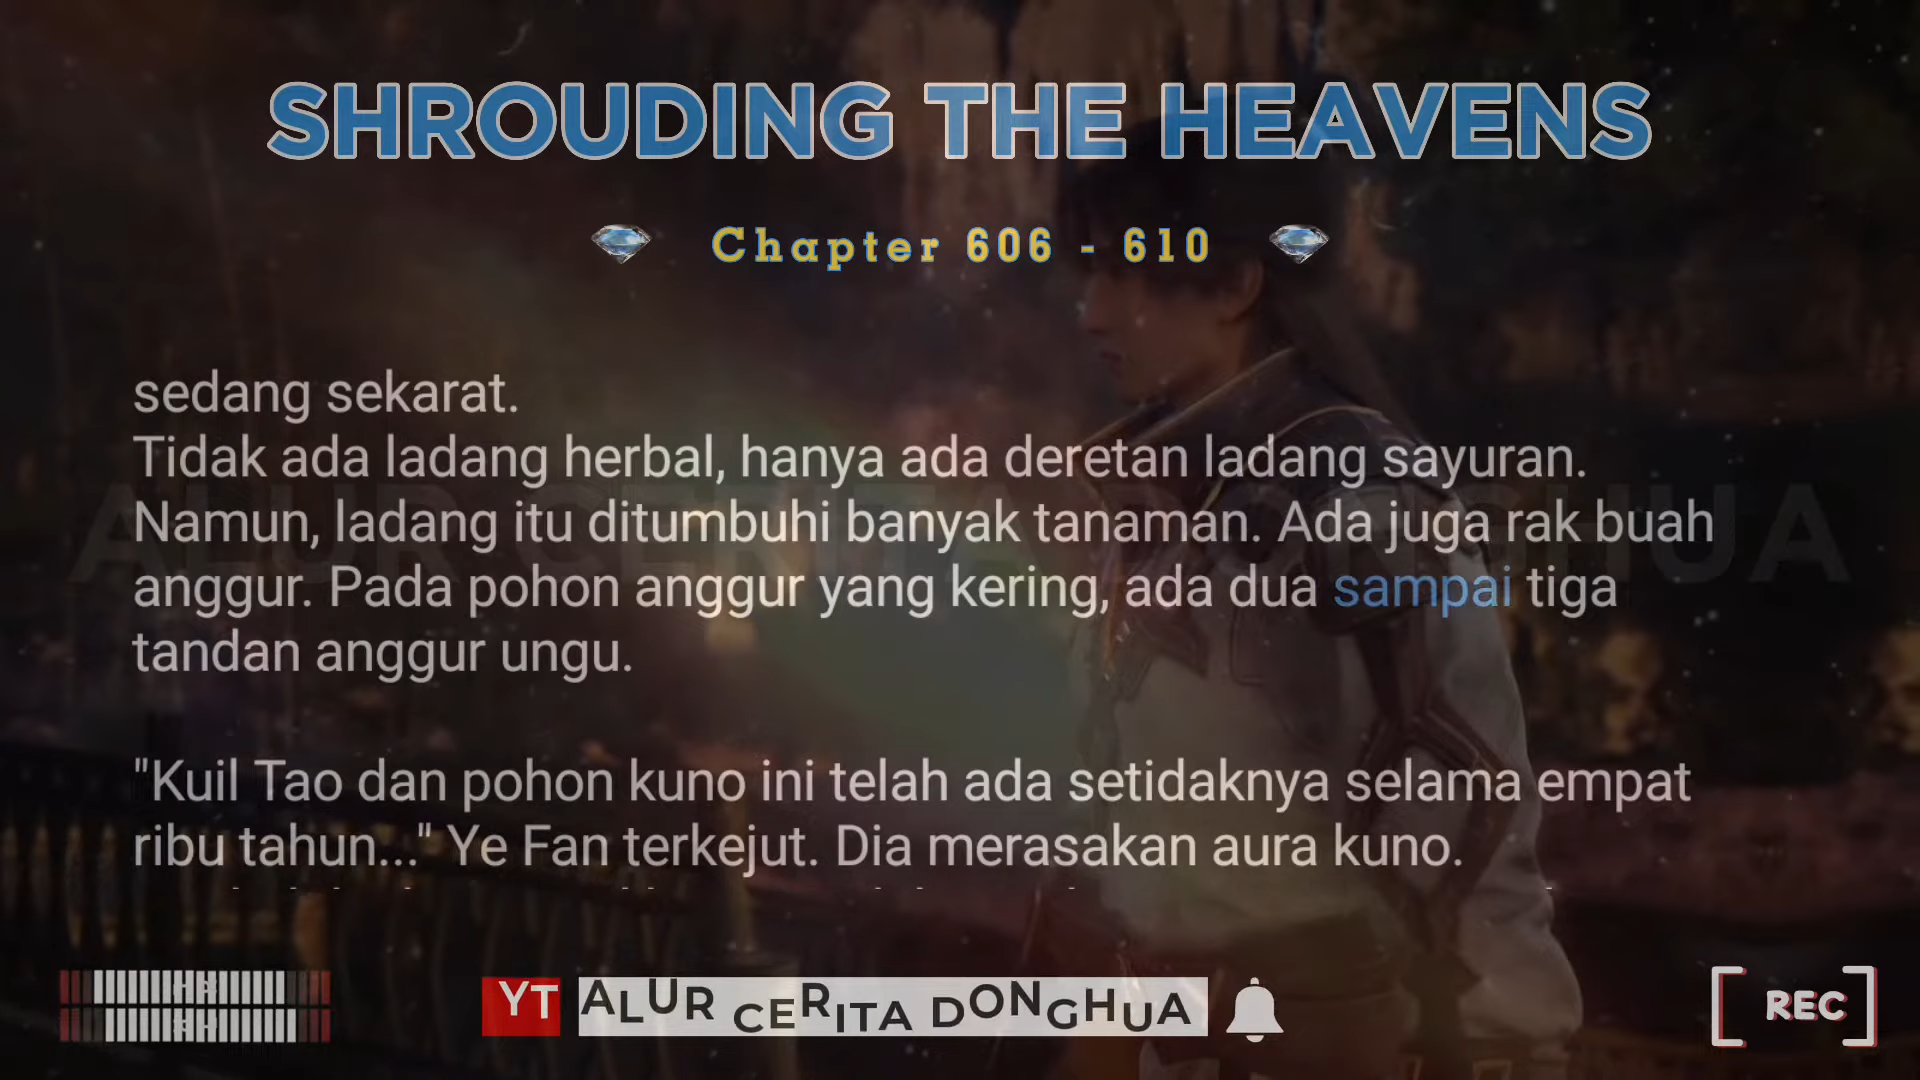 SHROUDING THE HEAVENS
Chapter 606 - 610
sedang sekarat.
Tidak ada ladang herbal, hanya ada deretan ladang sayuran.
Namun, ladang itu ditumbuhi banyak tanaman. Ada juga rak buah
anggur. Pada pohon anggur yang kering, ada dua sampai tiga
tandan anggur ungu.
"Kuil Tao dan pohon kuno ini telah ada setidaknya selama empat
ribu tahun..." Ye Fan terkejut. Dia merasakan aura kuno.
YT ALUR CERITA DONGHUA
REC